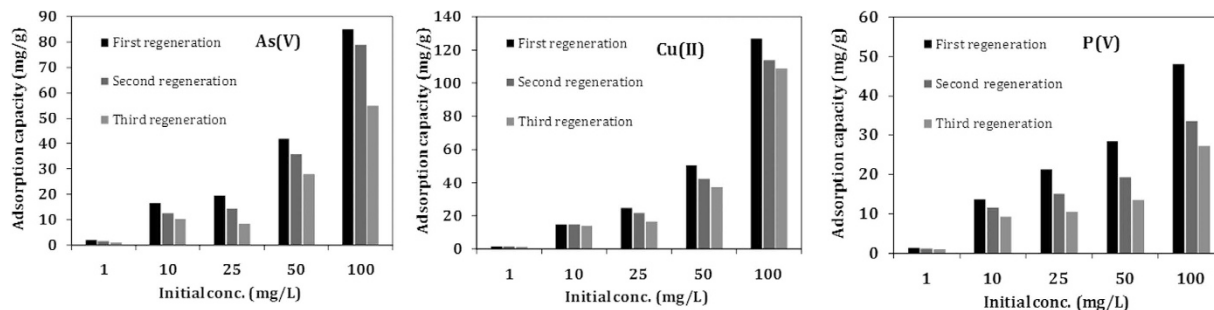 Adsorption capacity (mg/g)
90
80
70
60
50
40
30
20
10
0
First regeneration
Second regeneration
Third regeneration
As(V)
1 10 25 50 100
Initial conc. (mg/L)
Adsorption capacity (mg/g)
140
120
100
80
60
40
20
0
First regeneration
Second regeneration
Third regeneration
Cu(II)
1 10 25 50 100
Initial conc. (mg/L)
Adsorption capacity (mg/g)
60
50
40
30
20
10
0
First regeneration
Second regeneration
Third regeneration
P(V)
1 10 25 50 100
Initial conc. (mg/L)